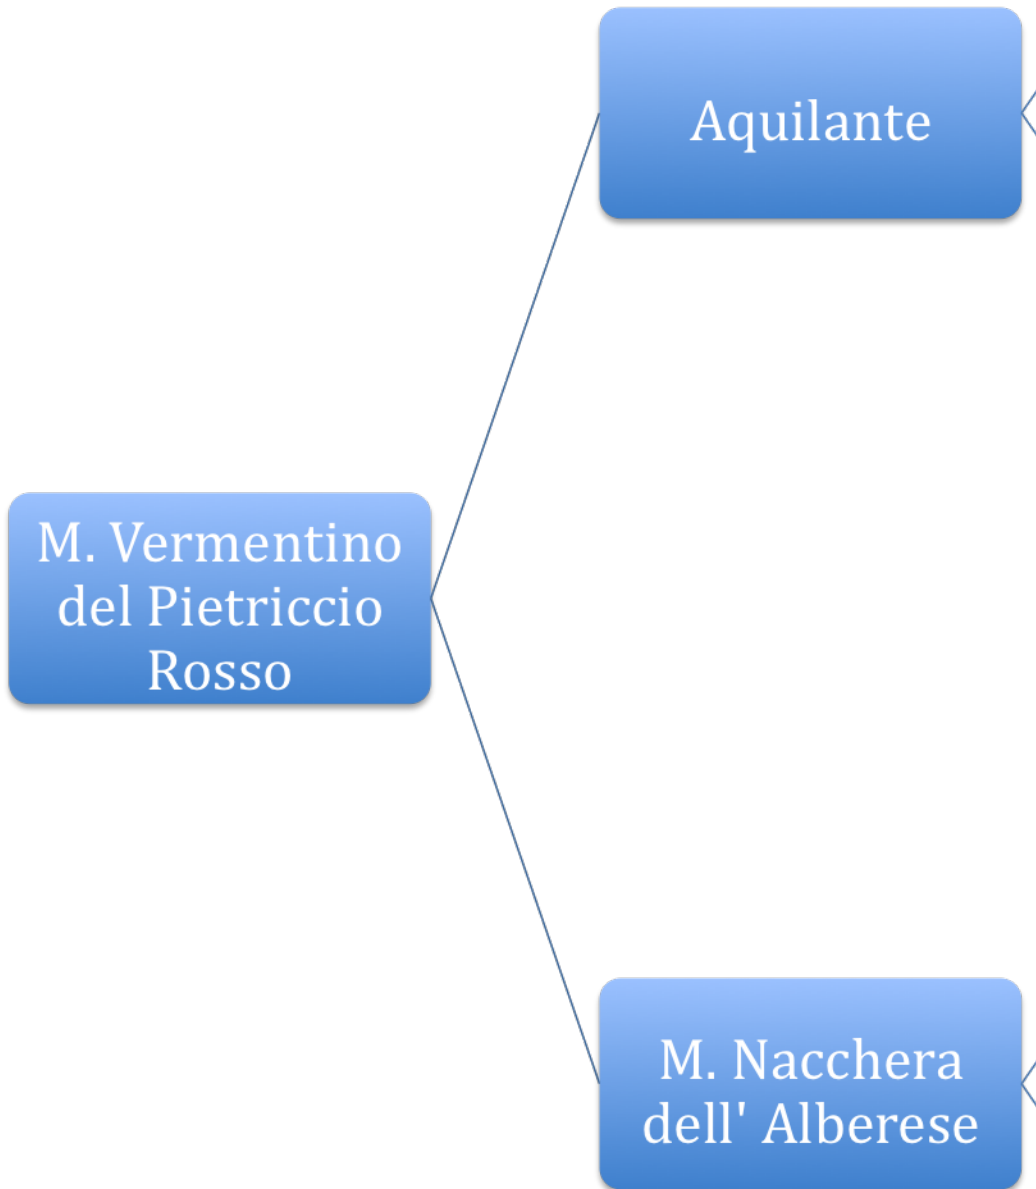 Aquilante
M. Vermentino
del Pietriccio
Rosso
M. Nacchera
dell' Alberese